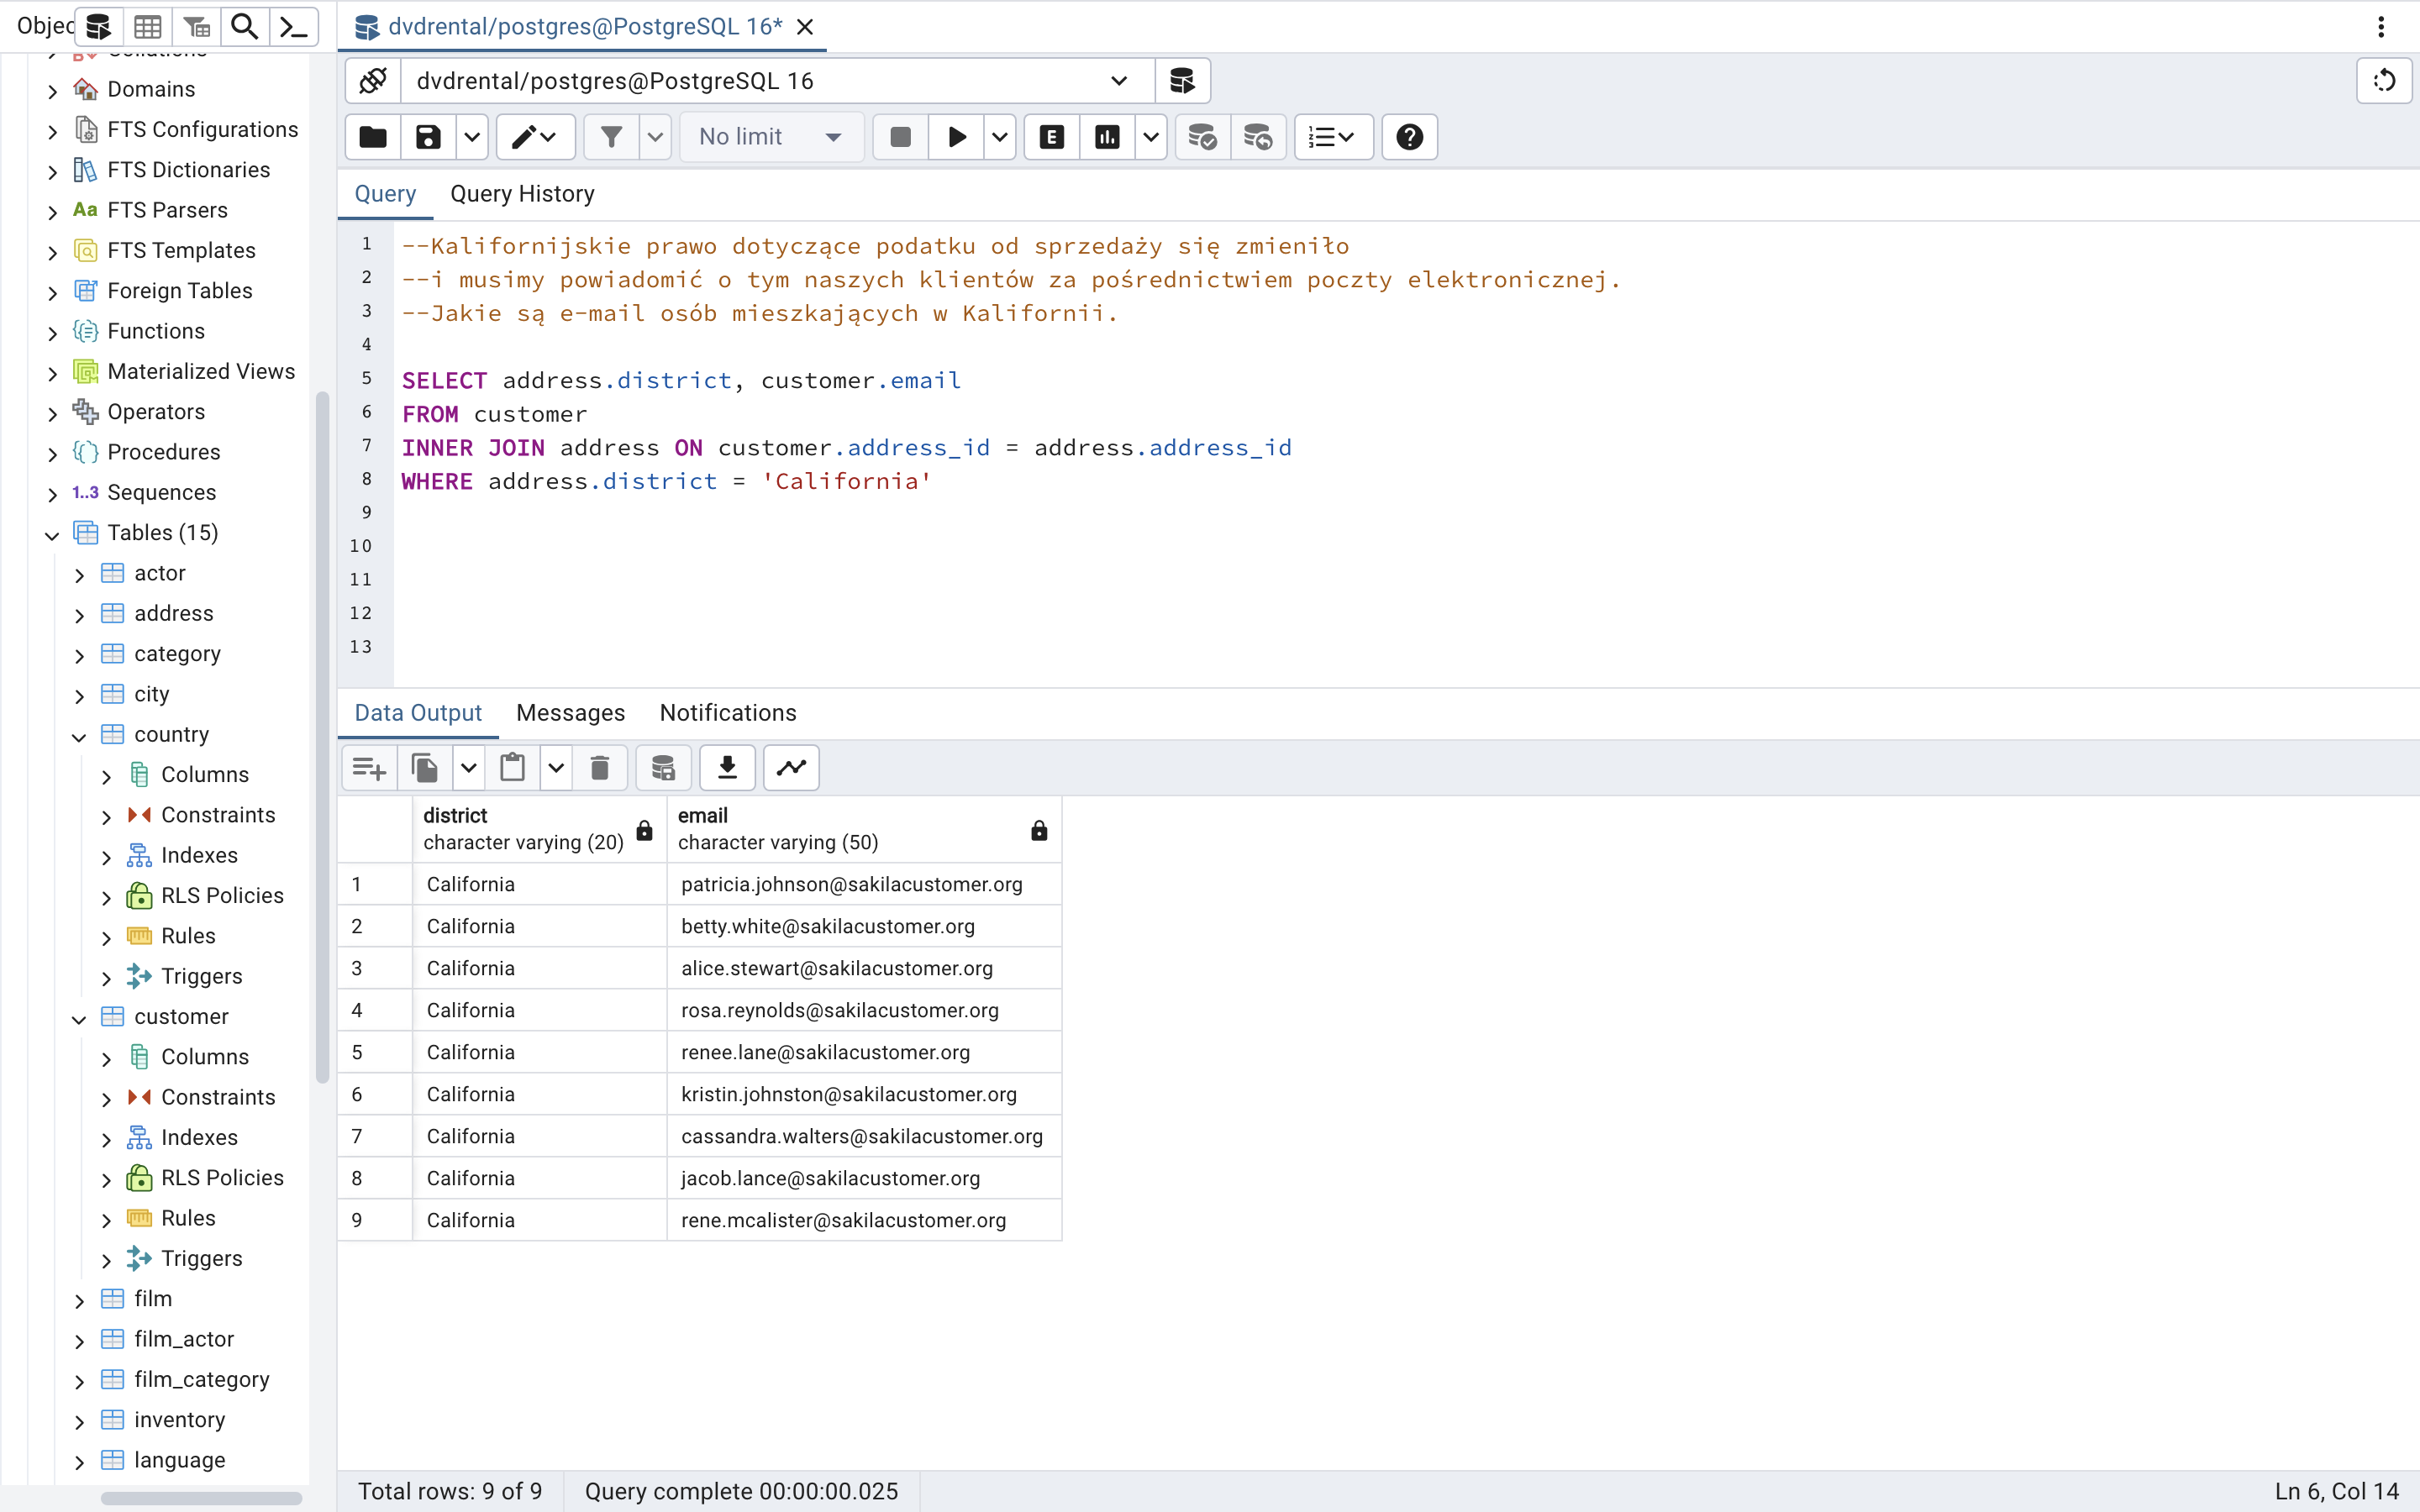 Objec
dvdrental/postgres@PostgreSQL 16*
dvdrental/postgres@PostgreSQL 16
No limit
E
Query
Query History
Domains
FTS Configurations
FTS Dictionaries
Aa FTS Parsers
FTS Templates
Foreign Tables
Functions
Materialized Views
Operators
Procedures
1..3 Sequences
Tables (15)
actor
address
category
city
country
Columns
Constraints
Indexes
RLS Policies
Rules
Triggers
customer
Columns
Constraints
Indexes
RLS Policies
Rules
Triggers
film
film_actor
film_category
inventory
language
1 --Kalifornijskie prawo dotyczące podatku od sprzedaży się zmieniło
2 --i musimy powiadomić o tym naszych klientów za pośrednictwiem poczty elektronicznej.
3 --Jakie są e-mail osób mieszkających w Kalifornii.
4
5 SELECT address.district, customer.email
6 FROM customer
7 INNER JOIN address ON customer.address_id = address.address_id
8 WHERE address.district = 'California'
9
10
11
12
13
Data Output
Messages
Notifications
district
character varying (20)
email
character varying (50)
1 California patricia.johnson@sakilacustomer.org
2 California betty.white@sakilacustomer.org
3 California alice.stewart@sakilacustomer.org
4 California rosa.reynolds@sakilacustomer.org
5 California renee.lane@sakilacustomer.org
6 California kristin.johnston@sakilacustomer.org
7 California cassandra.walters@sakilacustomer.org
8 California jacob.lance@sakilacustomer.org
9 California rene.mcalister@sakilacustomer.org
Total rows: 9 of 9
Query complete 00:00:00.025
Ln 6, Col 14